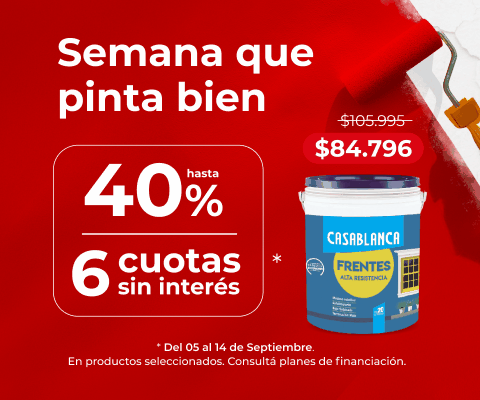 Semana que
pinta bien
$105.995
$84.796
hasta
40%
6 cuotas
sin interés
*
CASABLANCA
FRENTES
ALTA RESISTENCIA
* Del 05 al 14 de Septiembre.
En productos seleccionados. Consultá planes de financiación.